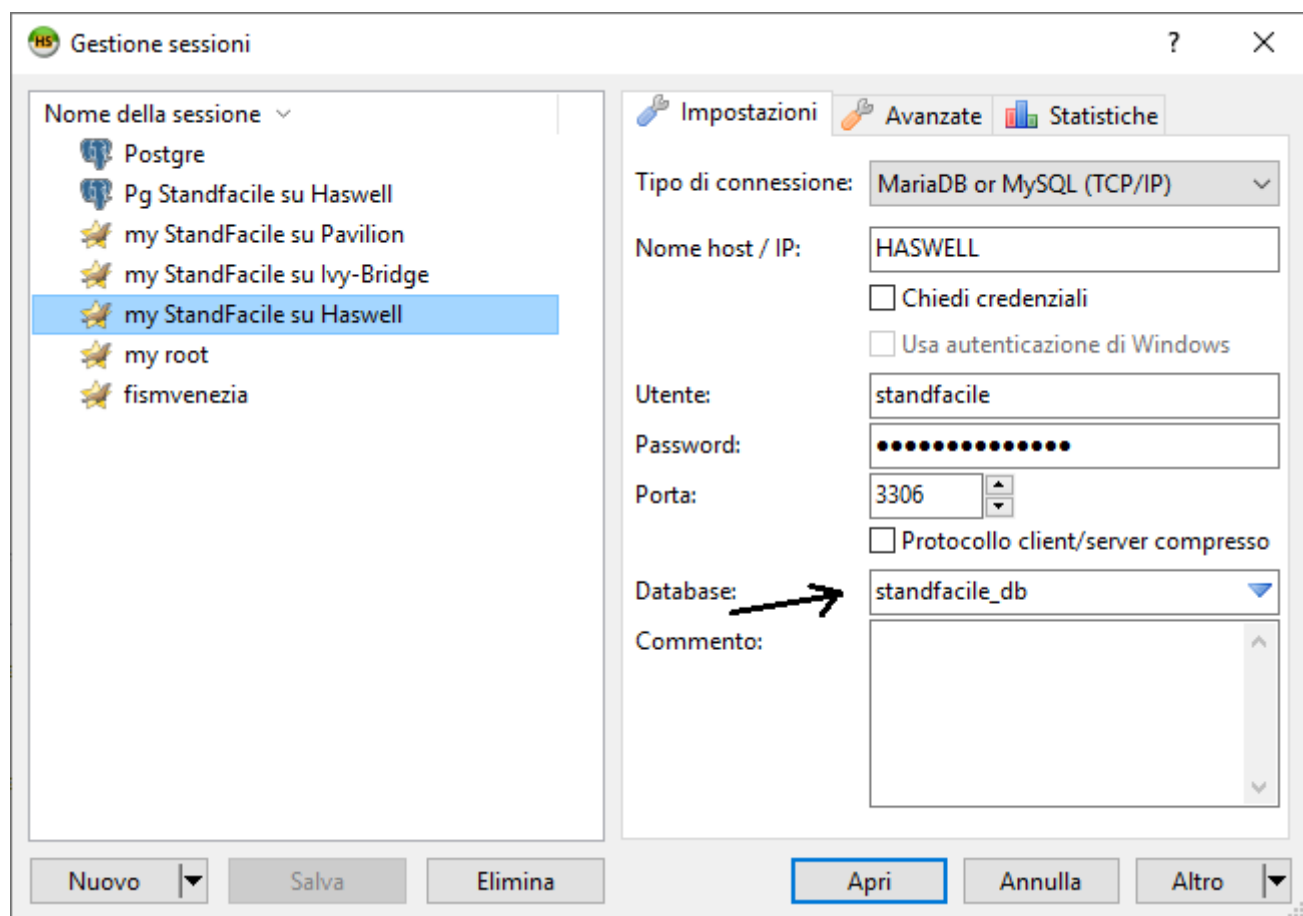 HS Gestione sessioni ?
Nome della sessione
Postgre
Pg Standfacile su Haswell
my StandFacile su Pavilion
my StandFacile su Ivy-Bridge
my StandFacile su Haswell
my root
fismvenezia
Impostazioni Avanzate Statistiche
Tipo di connessione: MariaDB or MySQL (TCP/IP)
Nome host / IP: HASWELL
Chiedi credenziali
Usa autenticazione di Windows
Utente: standfacile
Password: ●●●●●●●●●●●●●●
Porta: 3306
Protocollo client/server compresso
Database: standfacile_db
Commento:
Nuovo Salva Elimina Apri Annulla Altro